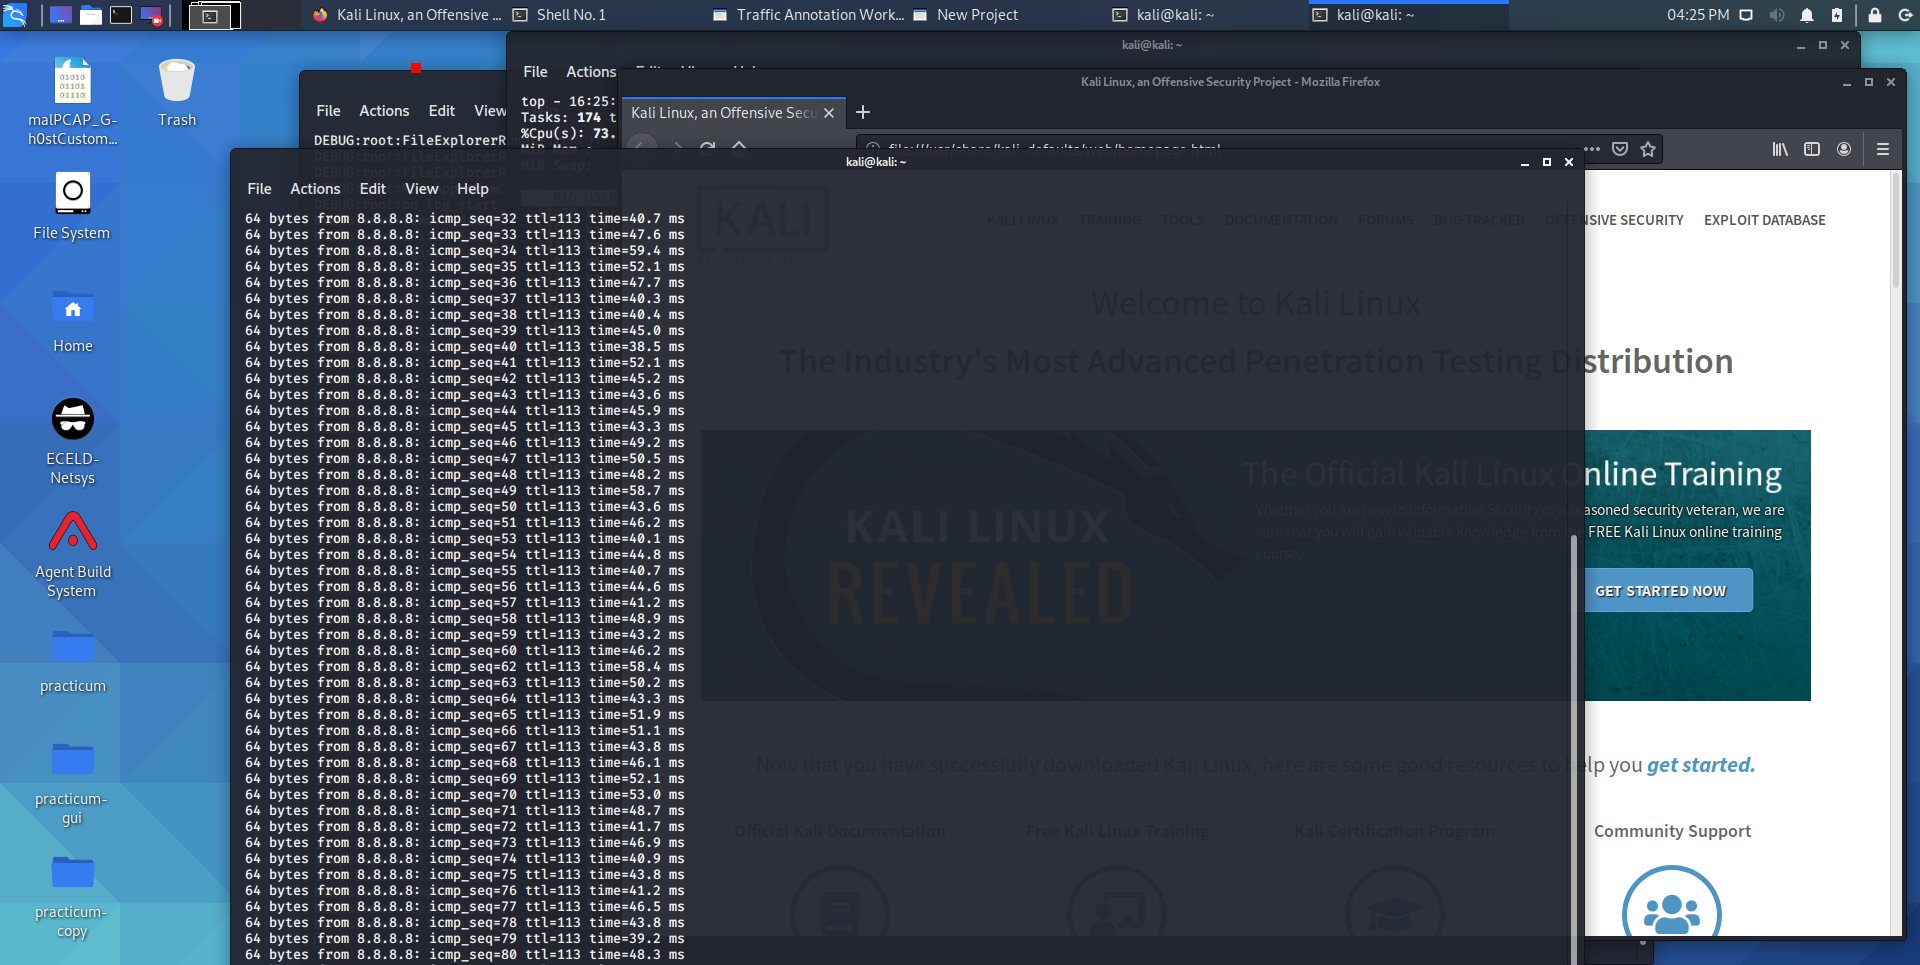 Kali Linux, an Offensive ...
Shell No. 1
Traffic Annotation Work...
New Project
kali@kali: ~
kali@kali: ~
04:25 PM
malPCAP_G-
h0stCustom...
Trash
File System
Home
ECELD-
Netsys
Agent Build
System
practicum
practicum-
gui
practicum-
copy
File Actions Edit View
DEBUG:root:FileExplorerRu
kali@kali: ~
File Actions Edit View Help
top - 16:25:
Tasks: 174 t
%Cpu(s): 73.
MiB Mem :
MiB Swap:
PID USER
Kali Linux, an Offensive Security Project - Mozilla Firefox
Kali Linux, an Offensive Secu
file:///usr/share/kali-defaults/web/homepage.html
KALI
BY OFFENSIVE SECURITY
KALI LINUX TRAINING TOOLS DOCUMENTATION FORUMS BUG TRACKER OFFENSIVE SECURITY EXPLOIT DATABASE
Welcome to Kali Linux
The Industry's Most Advanced Penetration Testing Distribution
KALI LINUX
REVEALED
The Official Kali Linux Online Training
Whether you are new to Information Security or a seasoned security veteran, we are
sure that you will gain valuable knowledge from the FREE Kali Linux online training
course.
GET STARTED NOW
Now that you have successfully downloaded Kali Linux, here are some good resources to help you get started.
Official Kali Documentation
Free Kali Linux Training
Kali Certification Program
Community Support
kali@kali: ~
File Actions Edit View Help
64 bytes from 8.8.8.8: icmp_seq=32 ttl=113 time=40.7 ms
64 bytes from 8.8.8.8: icmp_seq=33 ttl=113 time=47.6 ms
64 bytes from 8.8.8.8: icmp_seq=34 ttl=113 time=59.4 ms
64 bytes from 8.8.8.8: icmp_seq=35 ttl=113 time=52.1 ms
64 bytes from 8.8.8.8: icmp_seq=36 ttl=113 time=47.7 ms
64 bytes from 8.8.8.8: icmp_seq=37 ttl=113 time=40.3 ms
64 bytes from 8.8.8.8: icmp_seq=38 ttl=113 time=40.4 ms
64 bytes from 8.8.8.8: icmp_seq=39 ttl=113 time=45.0 ms
64 bytes from 8.8.8.8: icmp_seq=40 ttl=113 time=38.5 ms
64 bytes from 8.8.8.8: icmp_seq=41 ttl=113 time=52.1 ms
64 bytes from 8.8.8.8: icmp_seq=42 ttl=113 time=45.2 ms
64 bytes from 8.8.8.8: icmp_seq=43 ttl=113 time=43.6 ms
64 bytes from 8.8.8.8: icmp_seq=44 ttl=113 time=45.9 ms
64 bytes from 8.8.8.8: icmp_seq=45 ttl=113 time=43.3 ms
64 bytes from 8.8.8.8: icmp_seq=46 ttl=113 time=49.2 ms
64 bytes from 8.8.8.8: icmp_seq=47 ttl=113 time=50.5 ms
64 bytes from 8.8.8.8: icmp_seq=48 ttl=113 time=48.2 ms
64 bytes from 8.8.8.8: icmp_seq=49 ttl=113 time=58.7 ms
64 bytes from 8.8.8.8: icmp_seq=50 ttl=113 time=43.6 ms
64 bytes from 8.8.8.8: icmp_seq=51 ttl=113 time=46.2 ms
64 bytes from 8.8.8.8: icmp_seq=53 ttl=113 time=40.1 ms
64 bytes from 8.8.8.8: icmp_seq=54 ttl=113 time=44.8 ms
64 bytes from 8.8.8.8: icmp_seq=55 ttl=113 time=40.7 ms
64 bytes from 8.8.8.8: icmp_seq=56 ttl=113 time=44.6 ms
64 bytes from 8.8.8.8: icmp_seq=57 ttl=113 time=41.2 ms
64 bytes from 8.8.8.8: icmp_seq=58 ttl=113 time=48.9 ms
64 bytes from 8.8.8.8: icmp_seq=59 ttl=113 time=43.2 ms
64 bytes from 8.8.8.8: icmp_seq=60 ttl=113 time=46.2 ms
64 bytes from 8.8.8.8: icmp_seq=62 ttl=113 time=58.4 ms
64 bytes from 8.8.8.8: icmp_seq=63 ttl=113 time=50.2 ms
64 bytes from 8.8.8.8: icmp_seq=64 ttl=113 time=43.3 ms
64 bytes from 8.8.8.8: icmp_seq=65 ttl=113 time=51.9 ms
64 bytes from 8.8.8.8: icmp_seq=66 ttl=113 time=51.1 ms
64 bytes from 8.8.8.8: icmp_seq=67 ttl=113 time=43.8 ms
64 bytes from 8.8.8.8: icmp_seq=68 ttl=113 time=46.1 ms
64 bytes from 8.8.8.8: icmp_seq=69 ttl=113 time=52.1 ms
64 bytes from 8.8.8.8: icmp_seq=70 ttl=113 time=53.0 ms
64 bytes from 8.8.8.8: icmp_seq=71 ttl=113 time=48.7 ms
64 bytes from 8.8.8.8: icmp_seq=72 ttl=113 time=41.7 ms
64 bytes from 8.8.8.8: icmp_seq=73 ttl=113 time=46.9 ms
64 bytes from 8.8.8.8: icmp_seq=74 ttl=113 time=40.9 ms
64 bytes from 8.8.8.8: icmp_seq=75 ttl=113 time=43.8 ms
64 bytes from 8.8.8.8: icmp_seq=76 ttl=113 time=41.2 ms
64 bytes from 8.8.8.8: icmp_seq=77 ttl=113 time=46.5 ms
64 bytes from 8.8.8.8: icmp_seq=78 ttl=113 time=43.8 ms
64 bytes from 8.8.8.8: icmp_seq=79 ttl=113 time=39.2 ms
64 bytes from 8.8.8.8: icmp_seq=80 ttl=113 time=48.3 ms